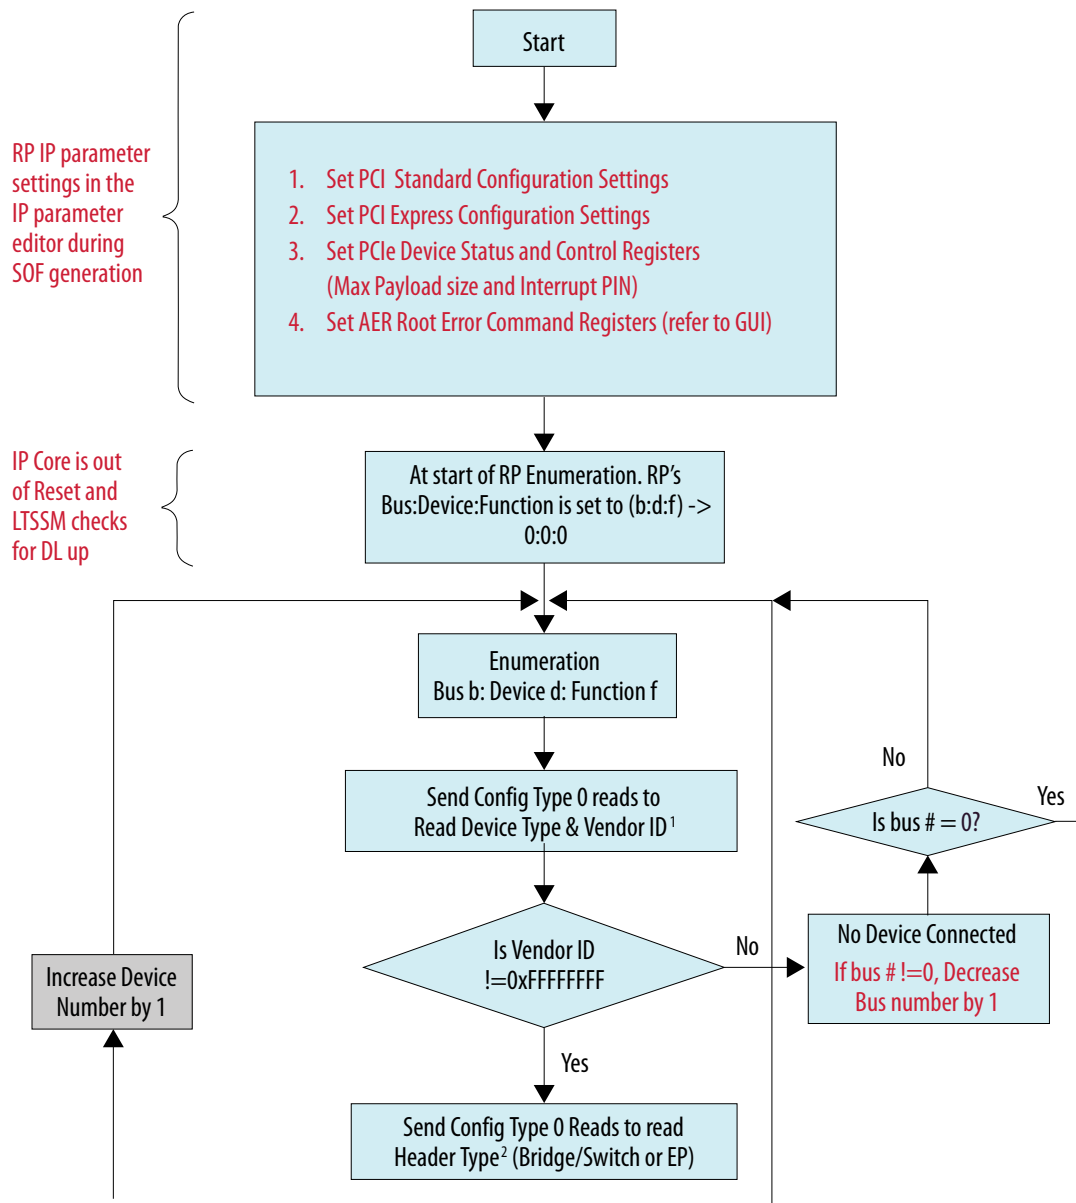 Start
RP IP parameter
settings in the
IP parameter
editor during
SOF generation
1. Set PCI Standard Configuration Settings
2. Set PCI Express Configuration Settings
3. Set PCIe Device Status and Control Registers
(Max Payload size and Interrupt PIN)
4. Set AER Root Error Command Registers (refer to GUI)
IP Core is out
of Reset and
LTSSM checks
for DL up
At start of RP Enumeration. RP's
Bus:Device:Function is set to (b:d:f) ->
0:0:0
Enumeration
Bus b: Device d: Function f
Send Config Type 0 reads to
Read Device Type & Vendor ID¹
No
Is bus # = 0?
Yes
Is Vendor ID
!=0xFFFFFFFF
No
No Device Connected
If bus # !=0, Decrease
Bus number by 1
Increase Device
Number by 1
Yes
Send Config Type 0 Reads to read
Header Type² (Bridge/Switch or EP)